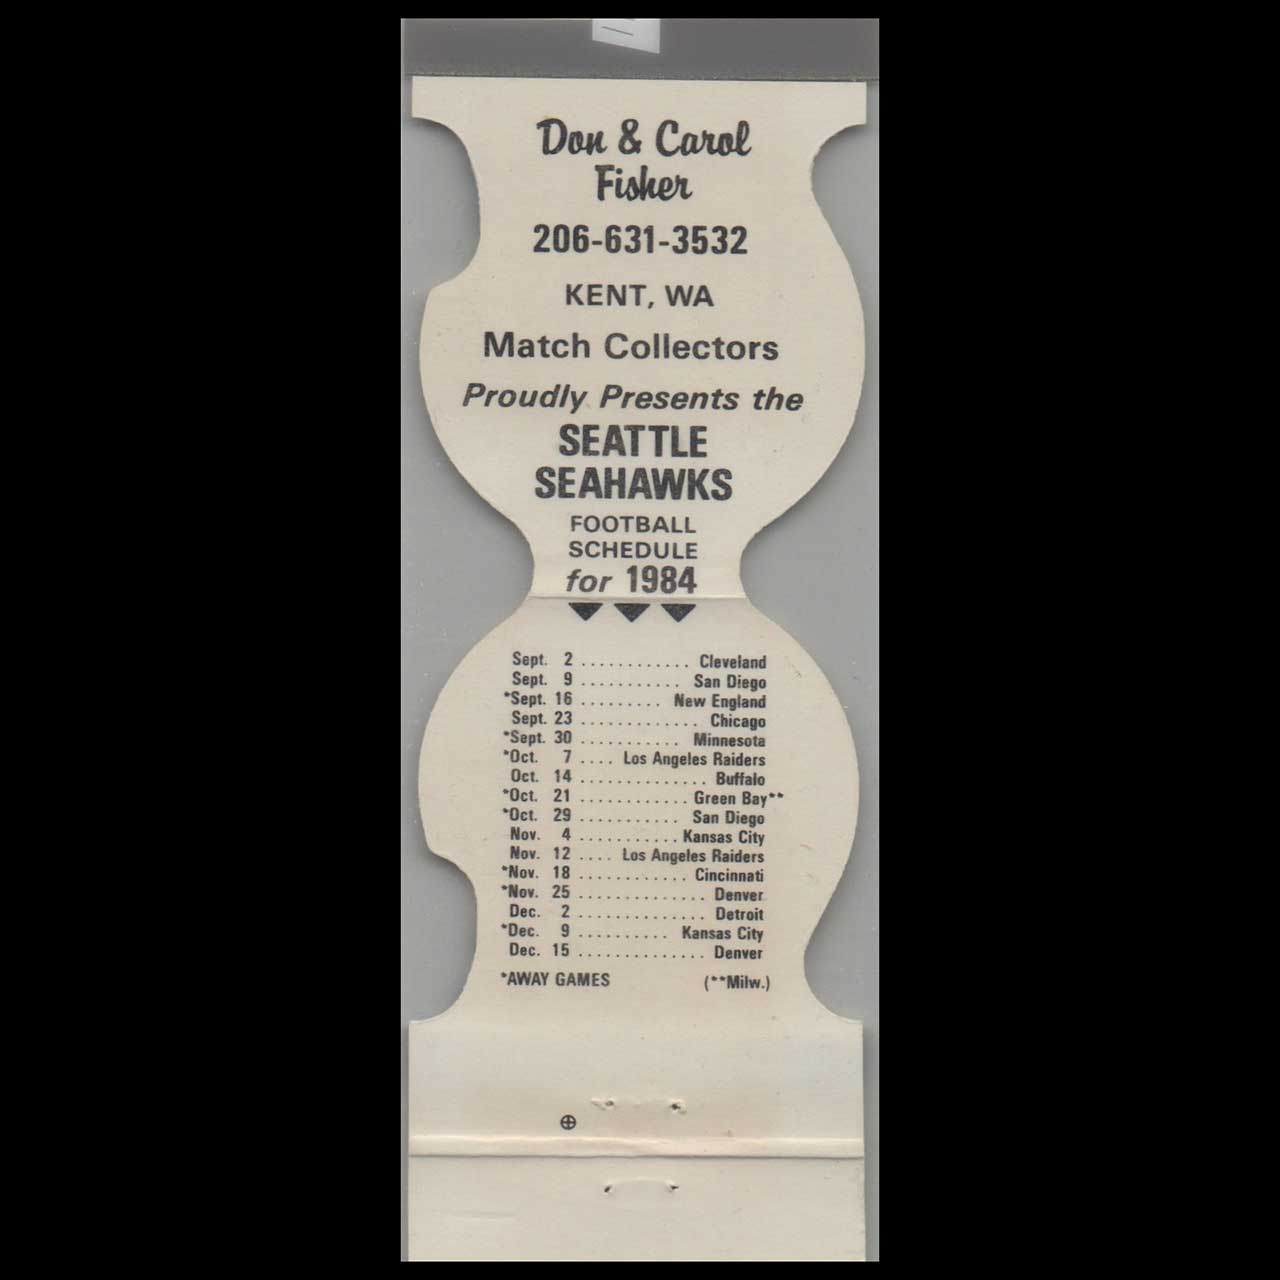 Don & Carol
Fisher
206-631-3532
KENT, WA
Match Collectors
Proudly Presents the
SEATTLE
SEAHAWKS
FOOTBALL
SCHEDULE
for 1984
Sept. 2 ............ Cleveland
Sept. 9 ........... San Diego
*Sept. 16 ......... New England
Sept. 23 ............. Chicago
*Sept. 30 ........... Minnesota
*Oct. 7 .... Los Angeles Raiders
Oct. 14 .............. Buffalo
*Oct. 21 ............ Green Bay**
*Oct. 29 ........... San Diego
Nov. 4 ........... Kansas City
Nov. 12 .... Los Angeles Raiders
*Nov. 18 ............ Cincinnati
*Nov. 25 .............. Denver
Dec. 2 .............. Detroit
*Dec. 9 .......... Kansas City
Dec. 15 .............. Denver
*AWAY GAMES (**Milw.)